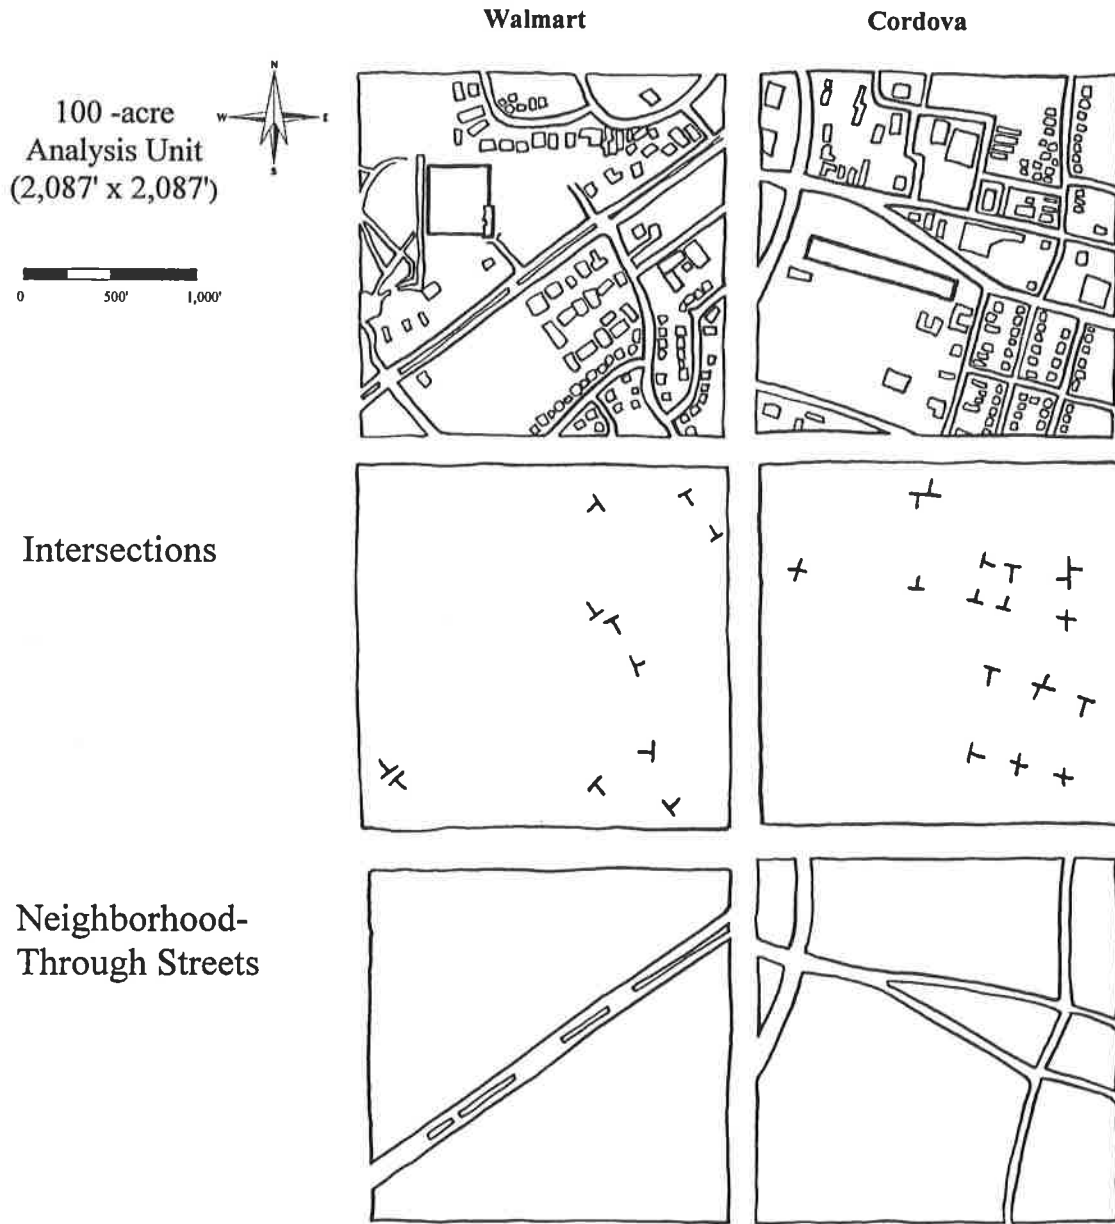 Walmart
Cordova
N
W
E
S
100 -acre
Analysis Unit
(2,087' x 2,087')
0
500'
1,000'
Intersections
Neighborhood-
Through Streets